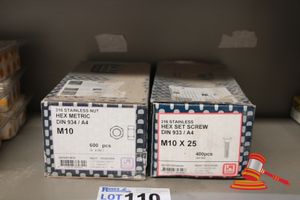 316 STAINLESS NUT
HEX METRIC
DIN 934 / A4
M10
600 pcs
316 STAINLESS
HEX SET SCREW
DIN 933 / A4
M10 X 25
400pcs
LOT 119